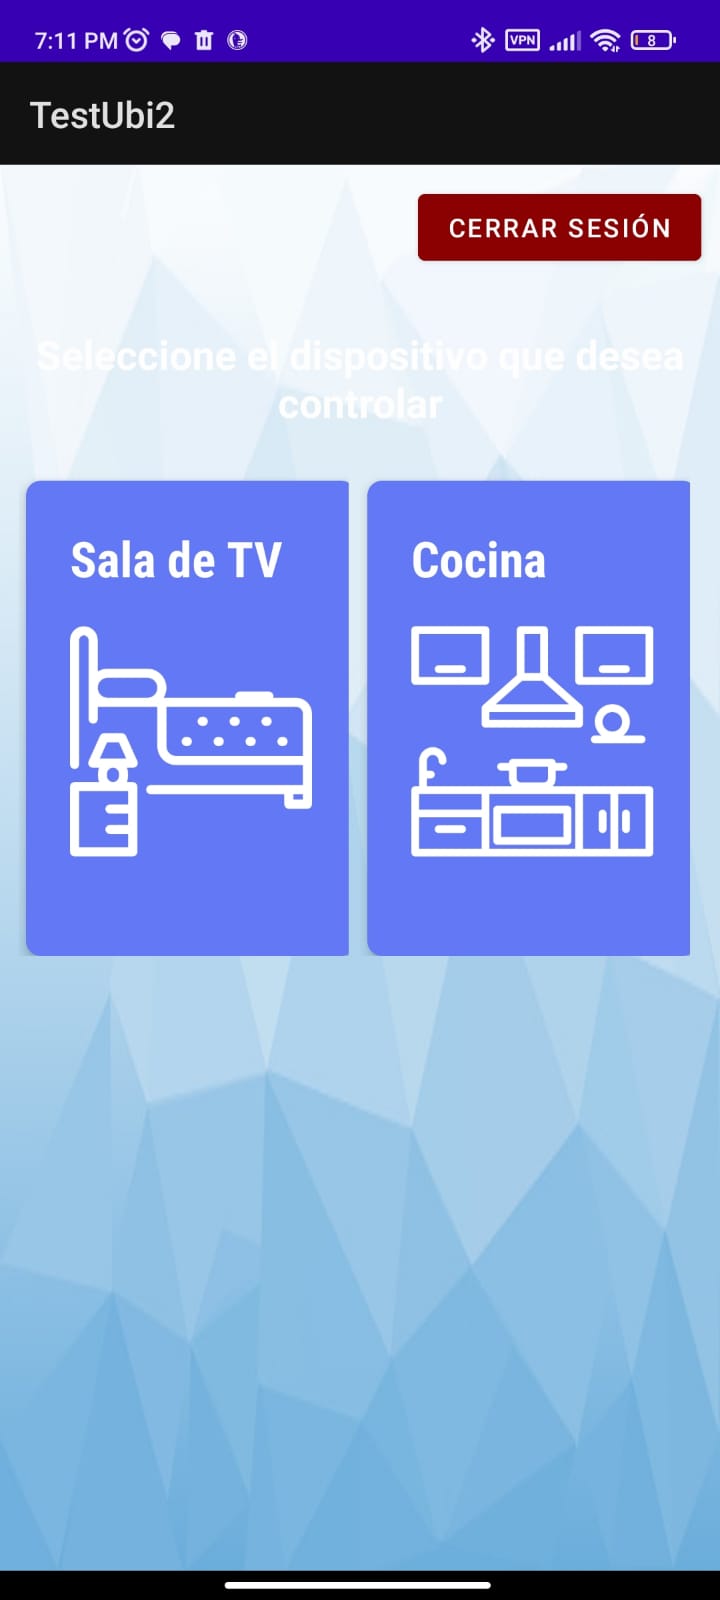 7:11 PM
VPN
8
TestUbi2
CERRAR SESIÓN
Seleccione el dispositivo que desea
controlar
Sala de TV
Cocina